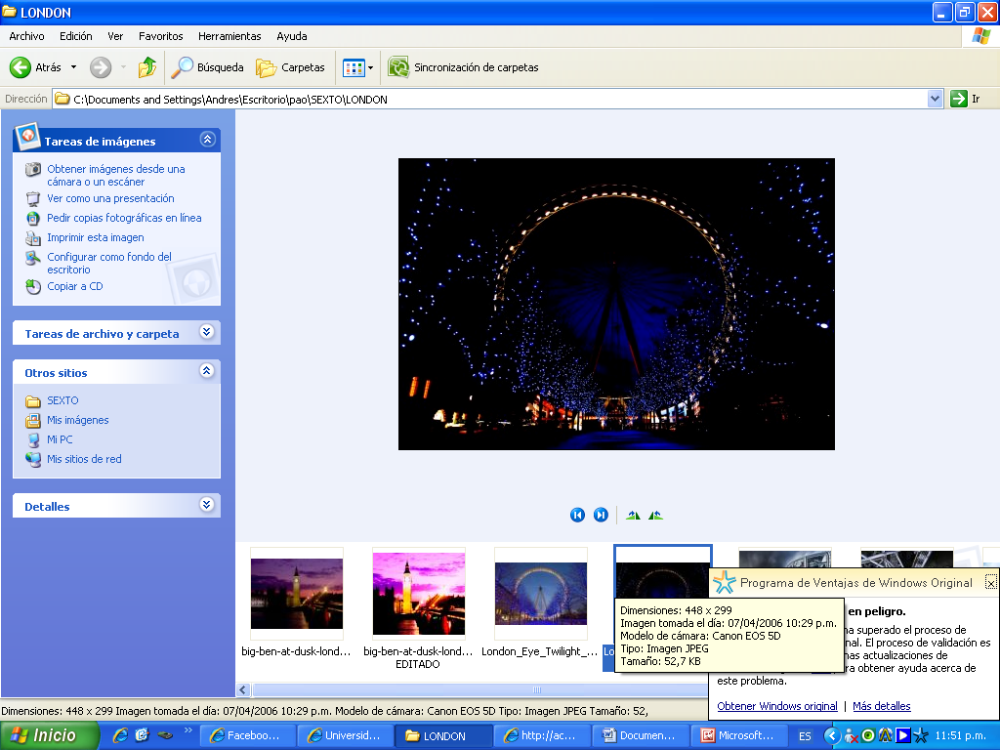 LONDON
Archivo Edición Ver Favoritos Herramientas Ayuda
Atrás Búsqueda Carpetas Sincronización de carpetas
Dirección C:\Documents and Settings\Andres\Escritorio\pao\SEXTO\LONDON Ir
Tareas de imágenes
Obtener imágenes desde una
cámara o un escáner
Ver como una presentación
Pedir copias fotográficas en línea
Imprimir esta imagen
Configurar como fondo del
escritorio
Copiar a CD
Tareas de archivo y carpeta
Otros sitios
SEXTO
Mis imágenes
Mi PC
Mis sitios de red
Detalles
big-ben-at-dusk-lond...
big-ben-at-dusk-lond...
EDITADO
London_Eye_Twilight_...
Programa de Ventajas de Windows Original
en peligro.
ha superado el proceso de
nal. El proceso de validación es
nas actualizaciones de
ra obtener ayuda acerca de
este problema.
Obtener Windows original | Más detalles
Dimensiones: 448 x 299
Imagen tomada el día: 07/04/2006 10:29 p.m.
Modelo de cámara: Canon EOS 5D
Tipo: Imagen JPEG
Tamaño: 52,7 KB
Dimensiones: 448 x 299 Imagen tomada el día: 07/04/2006 10:29 p.m. Modelo de cámara: Canon EOS 5D Tipo: Imagen JPEG Tamaño: 52,
Inicio Faceboo... Universid... LONDON http://ac... Documen... Microsoft... ES 11:51 p.m.